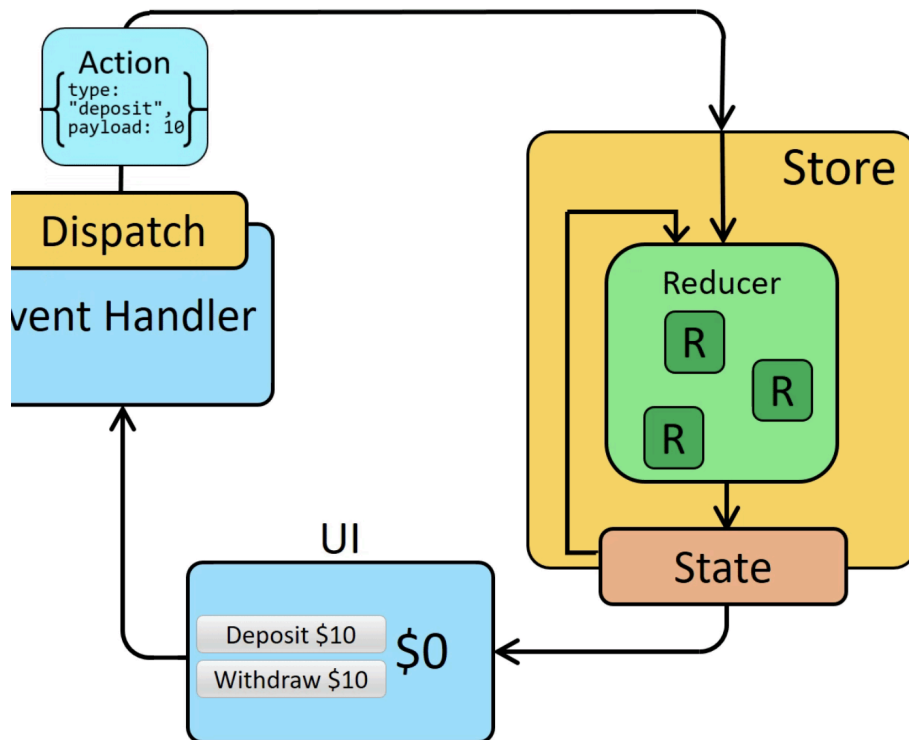 Action
type:
"deposit",
payload: 10
Store
Dispatch
vent Handler
Reducer
R
R
R
UI
State
Deposit $10
$0
Withdraw $10